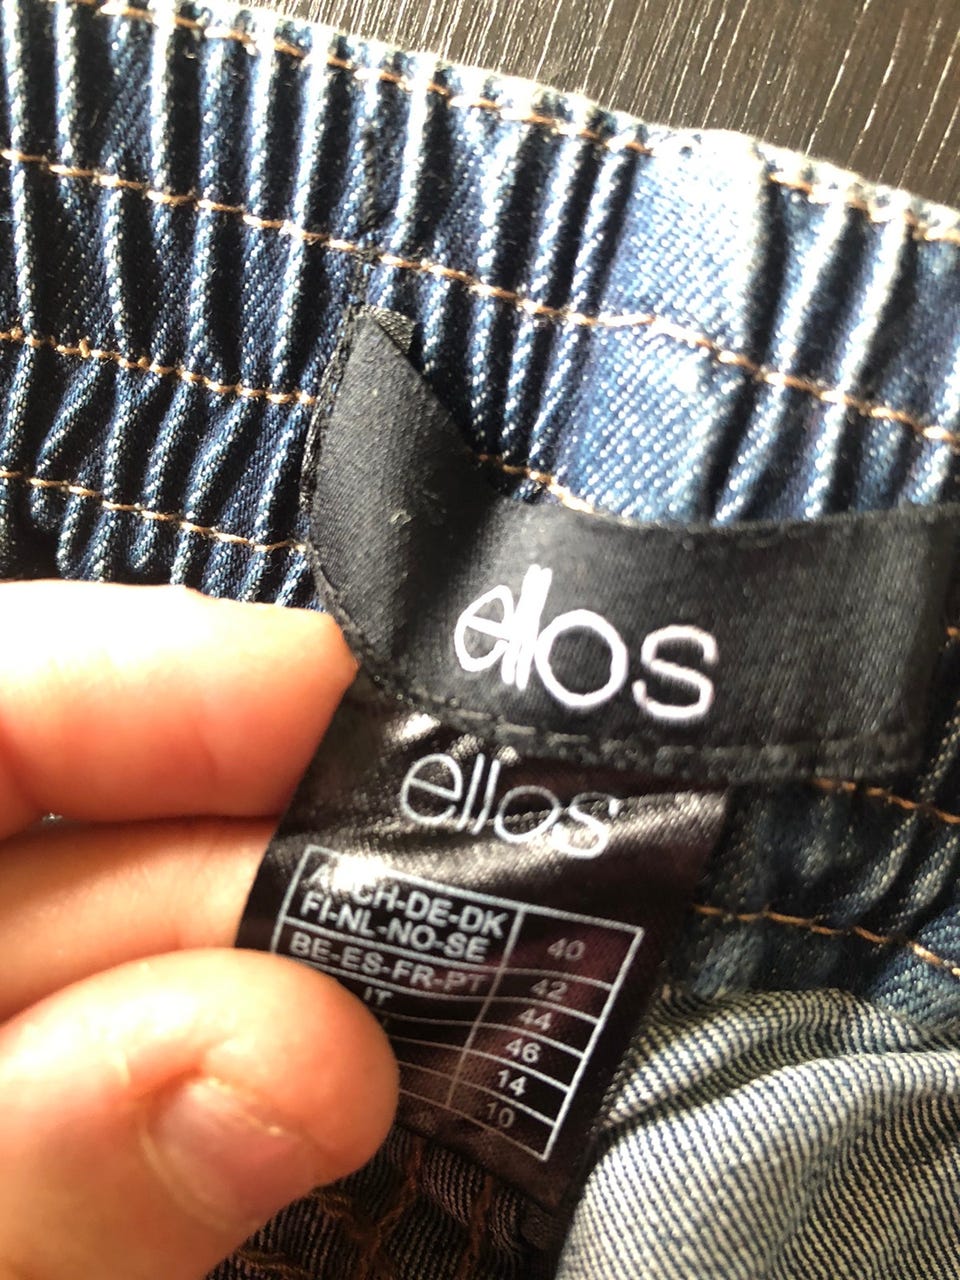 ellos
ellos
CH-DE-DK
FI-NL-NO-SE 40
BE-ES-FR-PT 42
IT 44
46
14
10